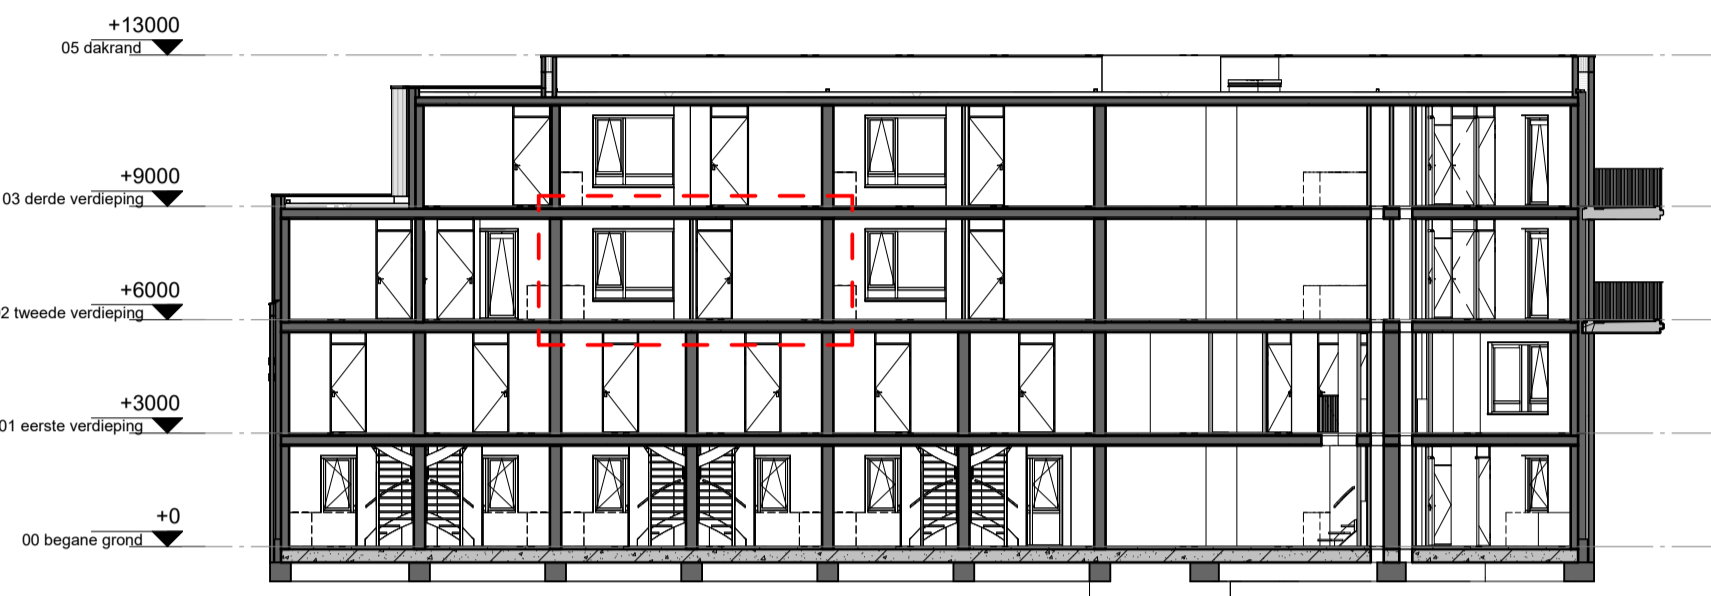 +13000
05 dakrand
+9000
03 derde verdieping
+6000
2 tweede verdieping
+3000
01 eerste verdieping
+0
00 begane grond